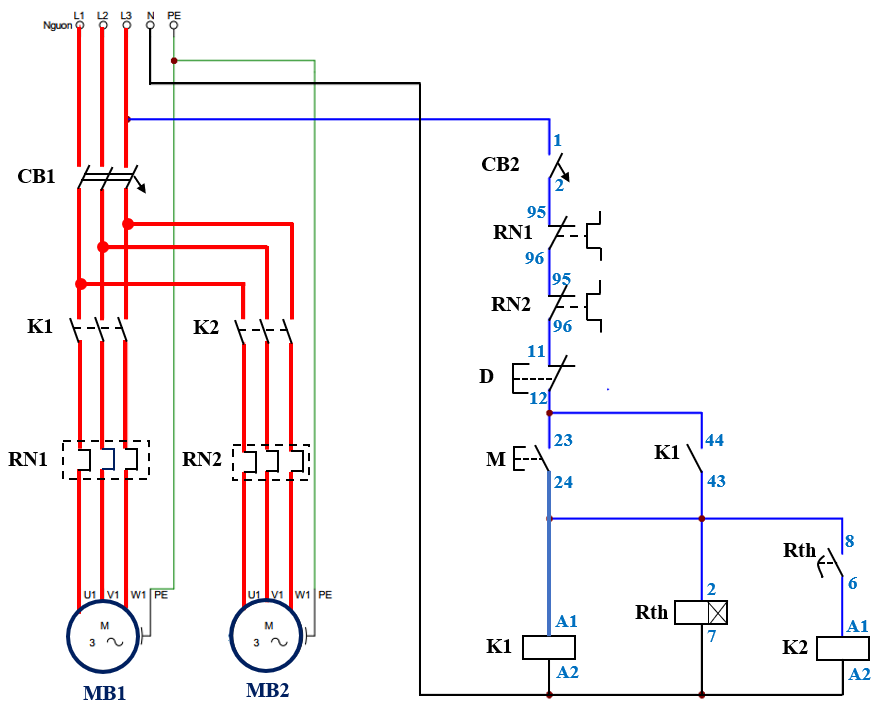 L1 L2 L3 N PE
Nguon
1
CB2
2
CB1
95
RN1
96
95
RN2
96
K1
K2
11
D
12
23
44
M
K1
24
43
RN1
RN2
8
Rth
6
U1 V1 W1 PE
U1 V1 W1 PE
2
Rth
7
M
3
M
3
A1
K1
A2
A1
K2
A2
MB1
MB2